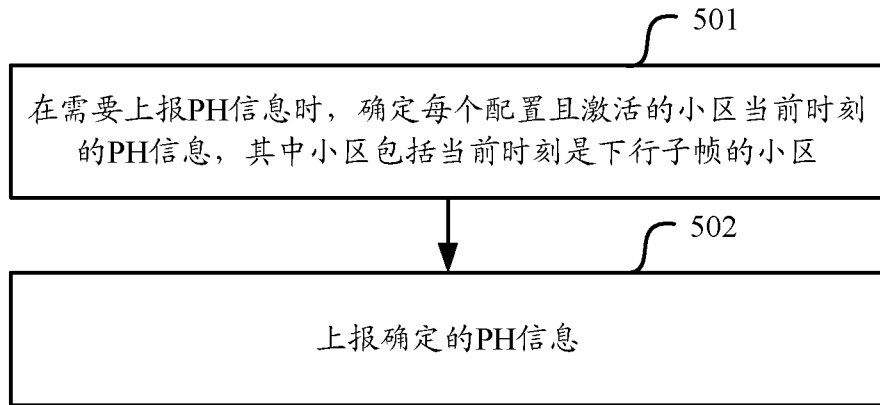 501
在需要上报PH信息时，确定每个配置且激活的小区当前时刻
的PH信息，其中小区包括当前时刻是下行子帧的小区
502
上报确定的PH信息